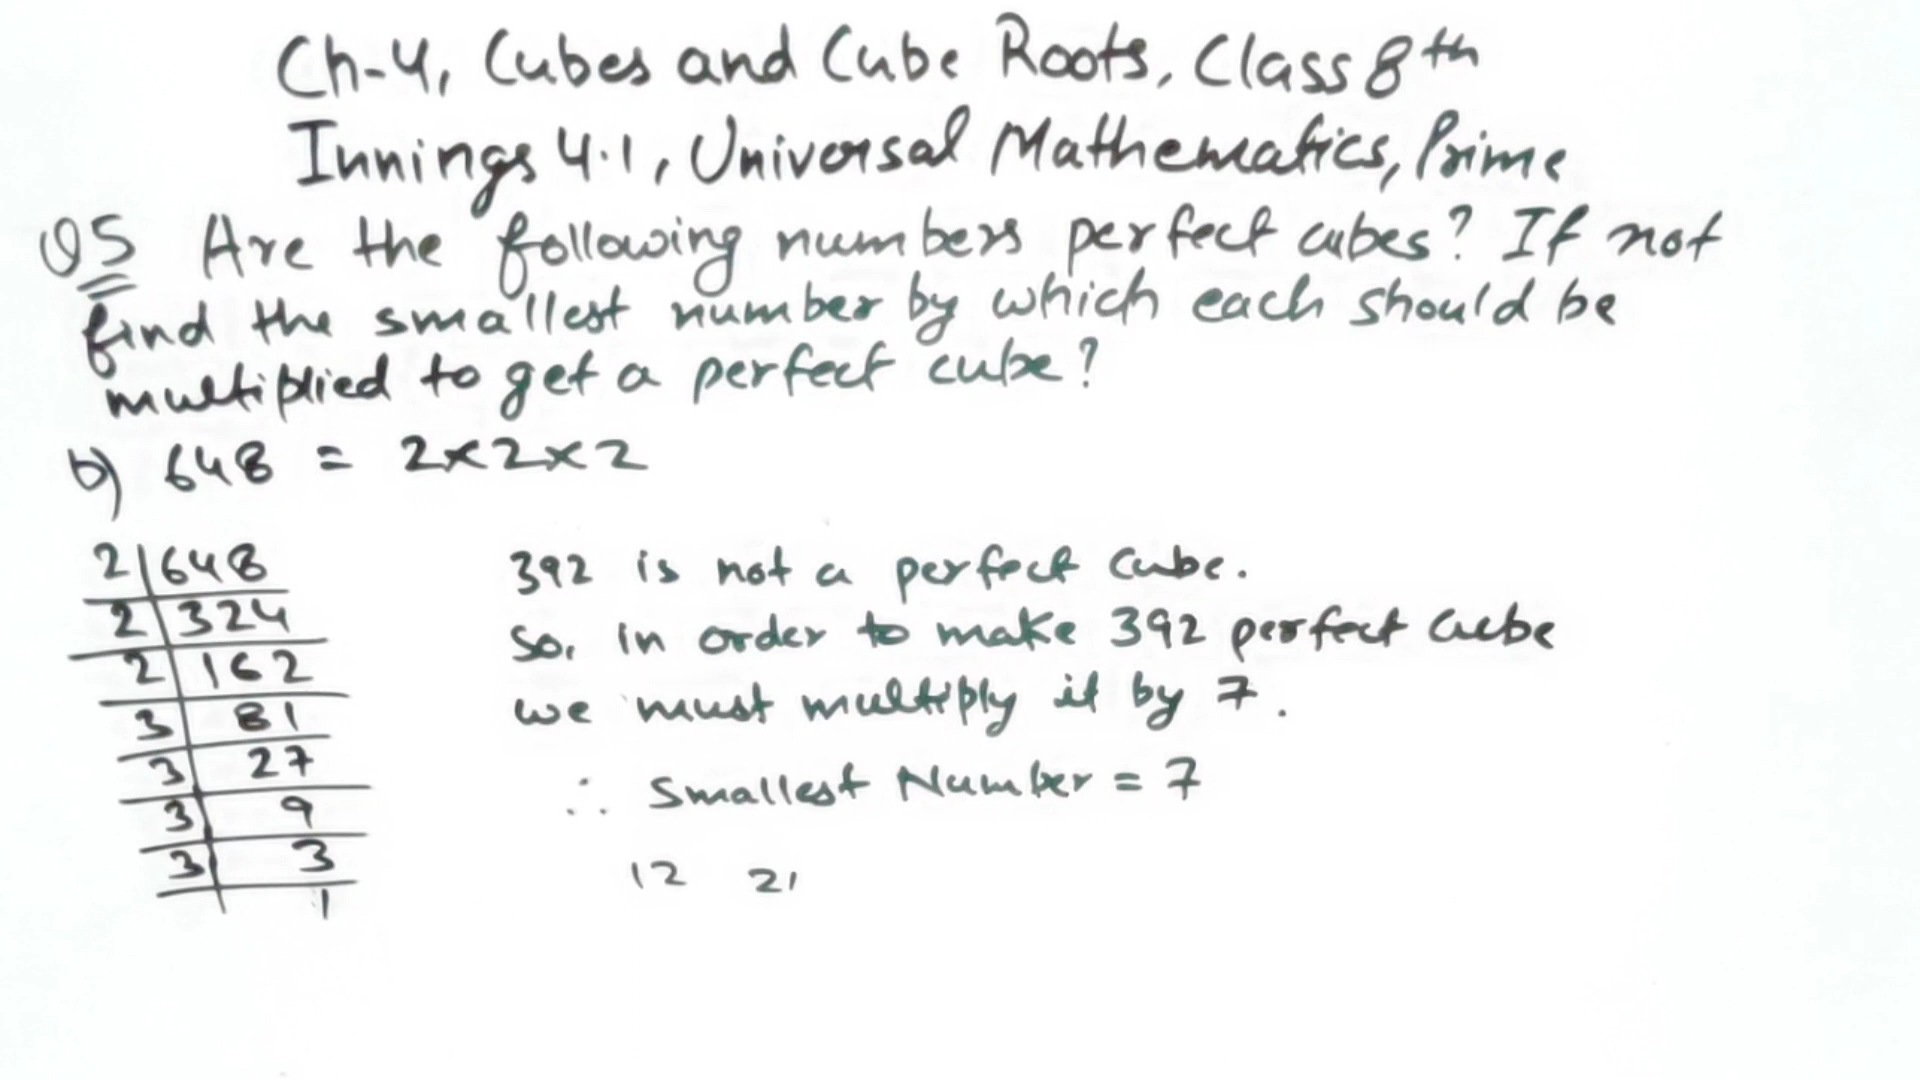 Ch-4, Cubes and Cube Roots, Class 8th
Innings 4.1, Universal Mathematics, Prime
Q5 Are the following numbers perfect cubes? If not
find the smallest number by which each should be
multiplied to get a perfect cube?
b) 648 = 2×2×2
2 | 648
2 | 324
2 | 162
3 | 81
3 | 27
3 | 9
3 | 3
1
392 is not a perfect cube.
So, in order to make 392 perfect cube
we must multiply it by 7.
∴ Smallest Number = 7
12 21